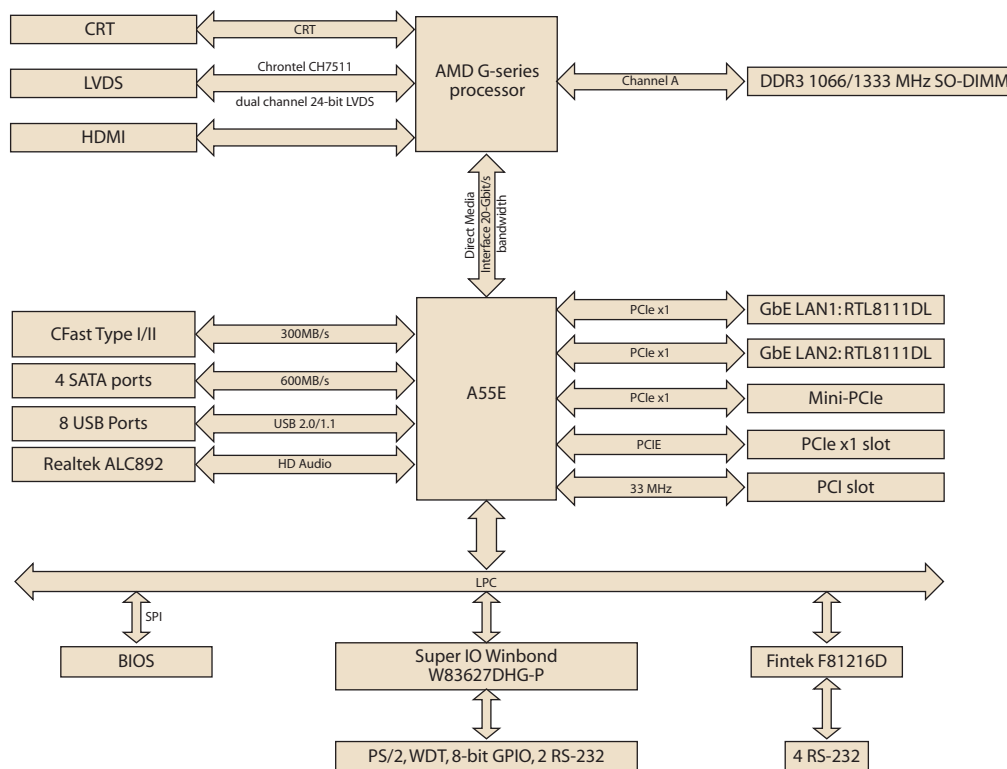 CRT
CRT
AMD G-series
processor
Channel A
DDR3 1066/1333 MHz SO-DIMM
LVDS
Chrontel CH7511
dual channel 24-bit LVDS
HDMI
Direct Media
Interface 20-Gbit/s
bandwidth
CFast Type I/II
300MB/s
4 SATA ports
600MB/s
8 USB Ports
USB 2.0/1.1
Realtek ALC892
HD Audio
A55E
PCIe x1
GbE LAN1: RTL8111DL
PCIe x1
GbE LAN2: RTL8111DL
PCIe x1
Mini-PCIe
PCIE
PCIe x1 slot
33 MHz
PCI slot
LPC
SPI
BIOS
Super IO Winbond
W83627DHG-P
Fintek F81216D
PS/2, WDT, 8-bit GPIO, 2 RS-232
4 RS-232